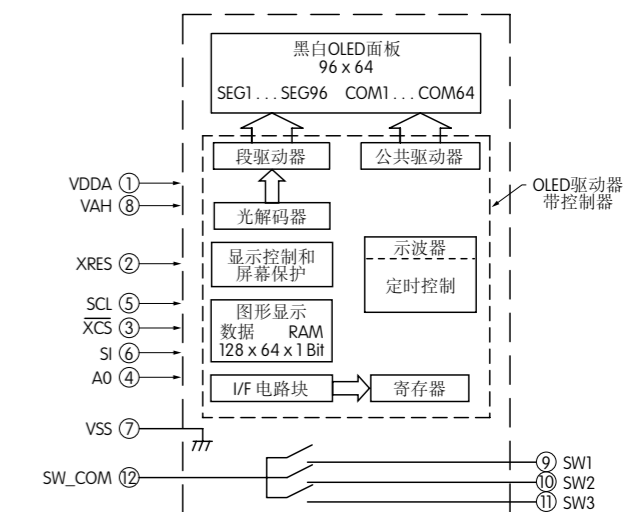 黑白OLED面板
96 x 64
SEG1 . . . SEG96 COM1 . . . COM64
段驱动器
公共驱动器
VDDA ①
VAH ⑧
OLED驱动器
带控制器
光解码器
XRES ②
显示控制和
屏幕保护
示波器
定时控制
SCL ⑤
XCS ③
SI ⑥
A0 ④
图形显示
数据 RAM
128 x 64 x 1 Bit
I/F 电路块
寄存器
VSS ⑦
SW_COM ⑫
⑨ SW1
⑩ SW2
⑪ SW3